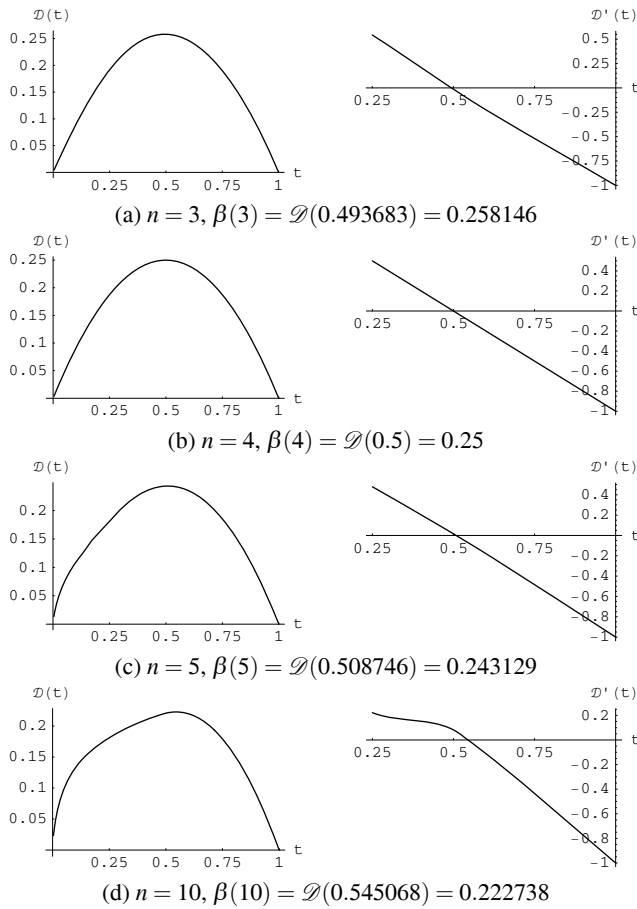 𝒟(t) 𝒟'(t)
0.25 0.5
0.2 0.25
0.15 t
0.1 0.25 0.5 0.75
0.05 −0.25
−0.5
−0.75
0.25 0.5 0.75 1 t −1
(a) n = 3, β(3) = 𝒟(0.493683) = 0.258146
𝒟(t) 𝒟'(t)
0.25 0.4
0.2 0.2
0.15 t
0.1 0.25 0.5 0.75 −0.2
0.05 −0.4
−0.6
−0.8
0.25 0.5 0.75 1 t −1
(b) n = 4, β(4) = 𝒟(0.5) = 0.25
𝒟(t) 𝒟'(t)
0.2 0.4
0.15 0.2
0.1 t
0.05 0.25 0.5 0.75 −0.2
−0.4
−0.6
−0.8
0.25 0.5 0.75 1 t −1
(c) n = 5, β(5) = 𝒟(0.508746) = 0.243129
𝒟(t) 𝒟'(t)
0.2 0.2
0.15 t
0.1 0.25 0.5 0.75 −0.2
0.05 −0.4
−0.6
−0.8
0.25 0.5 0.75 1 t −1
(d) n = 10, β(10) = 𝒟(0.545068) = 0.222738